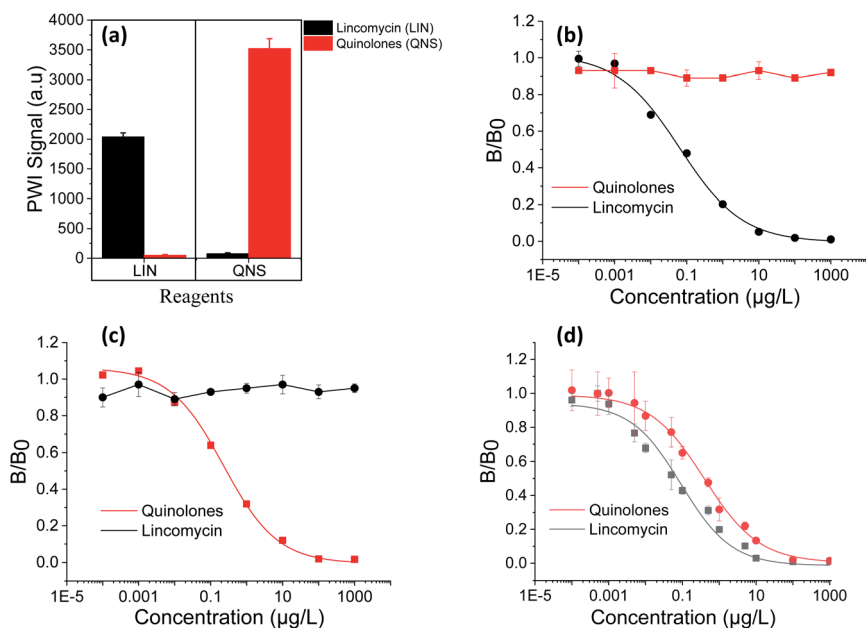 (a)
Lincomycin (LIN)
Quinolones (QNS)
PWI Signal (a.u)
4000
3500
3000
2500
2000
1500
1000
500
0
LIN
QNS
Reagents
(b)
B/B0
1.2
1.0
0.8
0.6
0.4
0.2
0.0
Quinolones
Lincomycin
1E-5 0.001 0.1 10 1000
Concentration (μg/L)
(c)
B/B0
1.2
1.0
0.8
0.6
0.4
0.2
0.0
Quinolones
Lincomycin
1E-5 0.001 0.1 10 1000
Concentration (μg/L)
(d)
B/B0
1.2
1.0
0.8
0.6
0.4
0.2
0.0
Quinolones
Lincomycin
1E-5 0.001 0.1 10 1000
Concentration (μg/L)